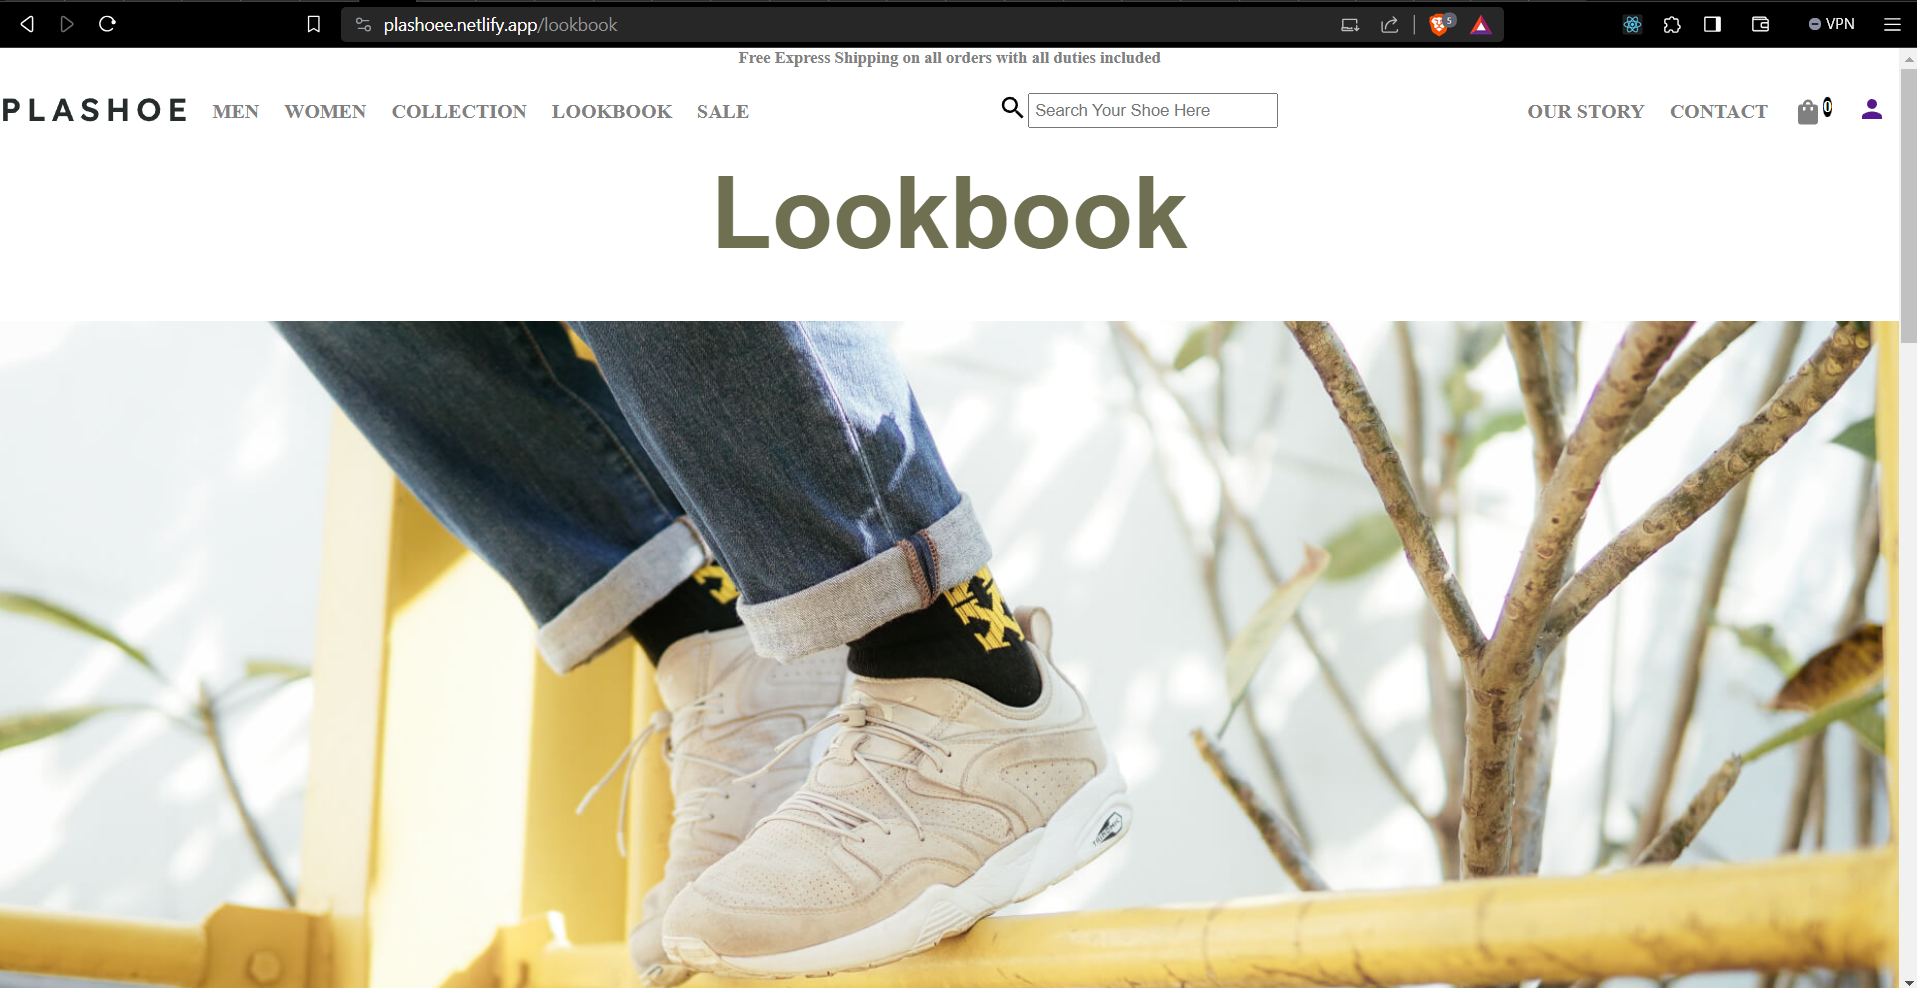 plashoee.netlify.app/lookbook
5
VPN
Free Express Shipping on all orders with all duties included
PLASHOE MEN WOMEN COLLECTION LOOKBOOK SALE Search Your Shoe Here OUR STORY CONTACT 0
Lookbook